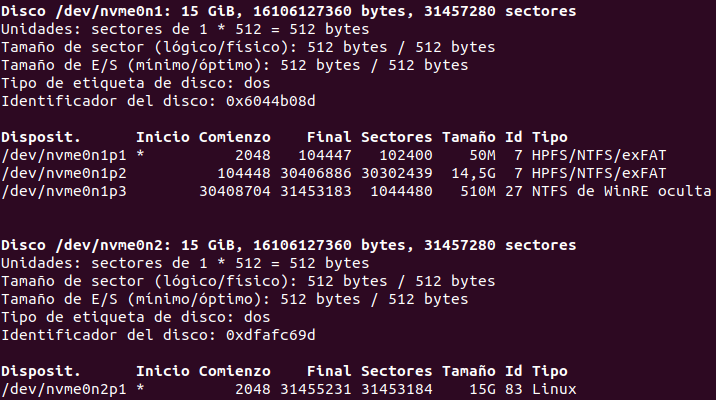 Disco /dev/nvme0n1: 15 GiB, 16106127360 bytes, 31457280 sectores
Unidades: sectores de 1 * 512 = 512 bytes
Tamaño de sector (lógico/físico): 512 bytes / 512 bytes
Tamaño de E/S (mínimo/óptimo): 512 bytes / 512 bytes
Tipo de etiqueta de disco: dos
Identificador del disco: 0x6044b08d
Disposit. Inicio Comienzo Final Sectores Tamaño Id Tipo
/dev/nvme0n1p1 * 2048 104447 102400 50M 7 HPFS/NTFS/exFAT
/dev/nvme0n1p2 104448 30406886 30302439 14,5G 7 HPFS/NTFS/exFAT
/dev/nvme0n1p3 30408704 31453183 1044480 510M 27 NTFS de WinRE oculta
Disco /dev/nvme0n2: 15 GiB, 16106127360 bytes, 31457280 sectores
Unidades: sectores de 1 * 512 = 512 bytes
Tamaño de sector (lógico/físico): 512 bytes / 512 bytes
Tamaño de E/S (mínimo/óptimo): 512 bytes / 512 bytes
Tipo de etiqueta de disco: dos
Identificador del disco: 0xdfafc69d
Disposit. Inicio Comienzo Final Sectores Tamaño Id Tipo
/dev/nvme0n2p1 * 2048 31455231 31453184 15G 83 Linux